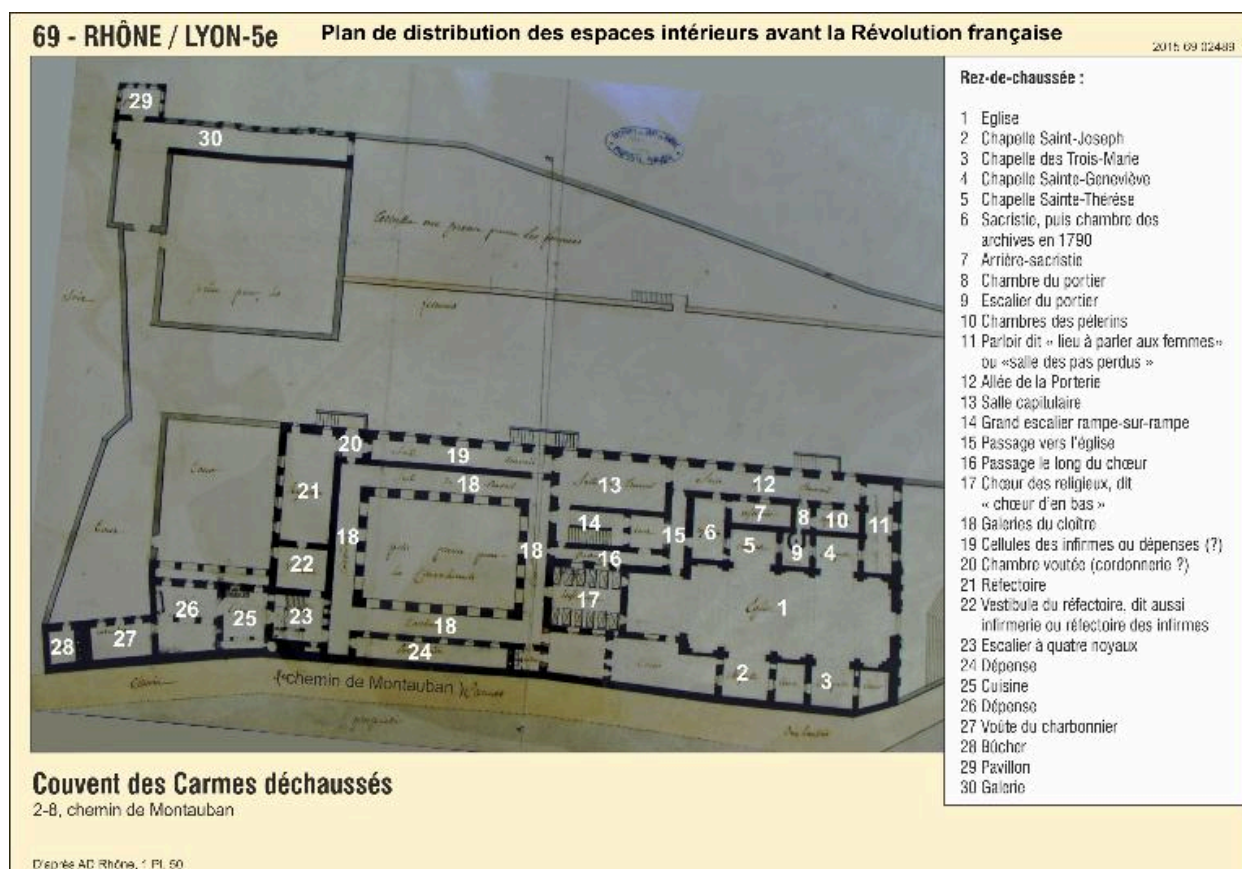 69 - RHÔNE / LYON-5e
Plan de distribution des espaces intérieurs avant la Révolution française
2015 69 02489
Rez-de-chaussée :
1 Eglise
2 Chapelle Saint-Joseph
3 Chapelle des Trois-Marie
4 Chapelle Sainte-Geneviève
5 Chapelle Sainte-Thérèse
6 Sacristie, puis chambre des
archives en 1790
7 Arrière-sacristie
8 Chambre du portier
9 Escalier du portier
10 Chambres des pélerins
11 Parloir dit « lieu à parler aux femmes»
ou «salle des pas perdus »
12 Allée de la Porterie
13 Salle capitulaire
14 Grand escalier rampe-sur-rampe
15 Passage vers l'église
16 Passage le long du chœur
17 Chœur des religieux, dit
« chœur d'en bas »
18 Galeries du cloître
19 Cellules des infirmes ou dépenses (?)
20 Chambre voutée (cordonnerie ?)
21 Réfectoire
22 Vestibule du réfectoire, dit aussi
infirmerie ou réfectoire des infirmes
23 Escalier à quatre noyaux
24 Dépense
25 Cuisine
26 Dépense
27 Voûte du charbonnier
28 Bûcher
29 Pavillon
30 Galerie
29
30
20
19
18
13
12
21
14
15
6
7
8
10
11
18
18
16
5
9
4
22
17
1
26
25
23
18
28
27
24
2
3
Cour
Cour
Eglise
chemin de Montauban
Couvent des Carmes déchaussés
2-8, chemin de Montauban
D'après AD Rhône, 1 PL 50